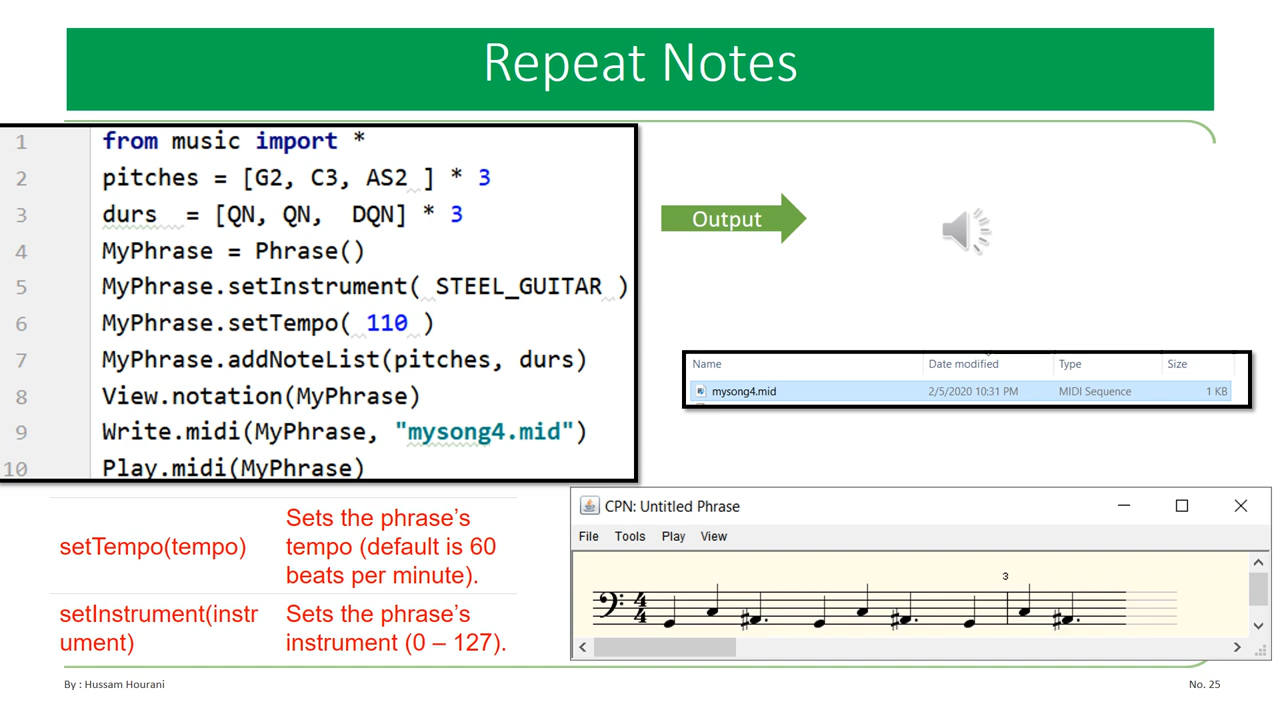 Repeat Notes
1 from music import *
2 pitches = [G2, C3, AS2 ] * 3
3 durs  = [QN, QN,  DQN] * 3
4 MyPhrase = Phrase()
5 MyPhrase.setInstrument( STEEL_GUITAR )
6 MyPhrase.setTempo( 110 )
7 MyPhrase.addNoteList(pitches, durs)
8 View.notation(MyPhrase)
9 Write.midi(MyPhrase, "mysong4.mid")
10 Play.midi(MyPhrase)
Output
Name Date modified Type Size
mysong4.mid 2/5/2020 10:31 PM MIDI Sequence 1 KB
setTempo(tempo)
Sets the phrase’s
tempo (default is 60
beats per minute).
setInstrument(instr
ument)
Sets the phrase’s
instrument (0 – 127).
CPN: Untitled Phrase
File Tools Play View
3
4
4
By : Hussam Hourani
No. 25